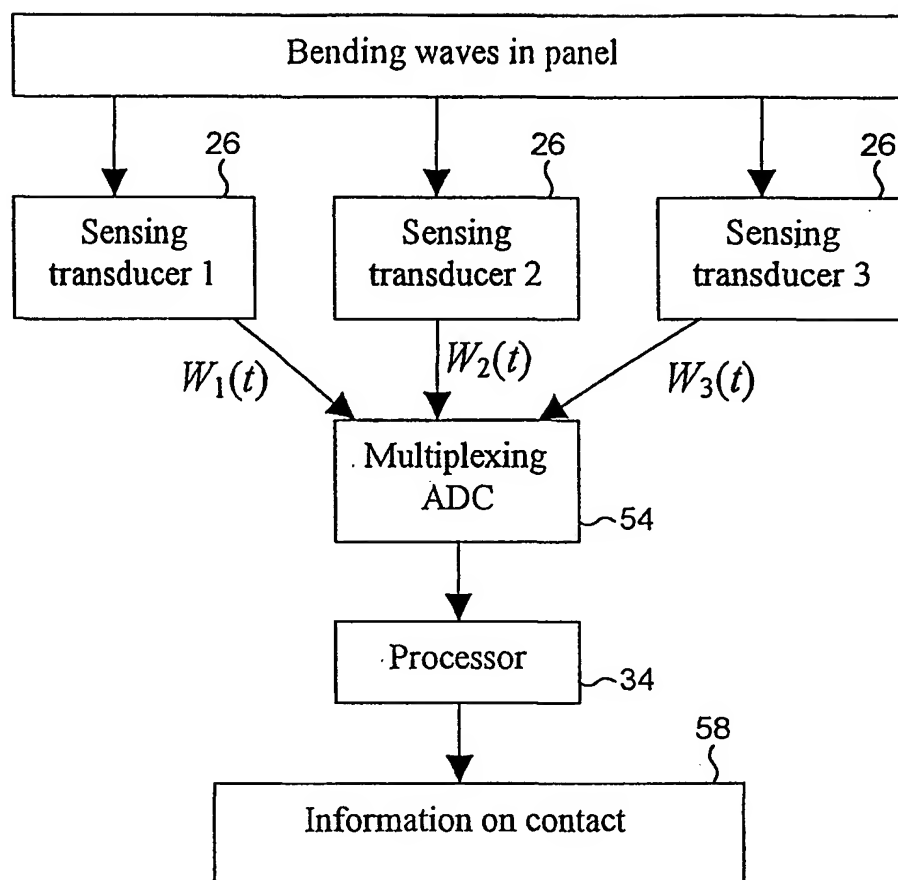 Bending waves in panel
26 26 26
Sensing Sensing Sensing
transducer 1 transducer 2 transducer 3
W1(t) W2(t) W3(t)
Multiplexing
ADC
54
Processor
34
58
Information on contact